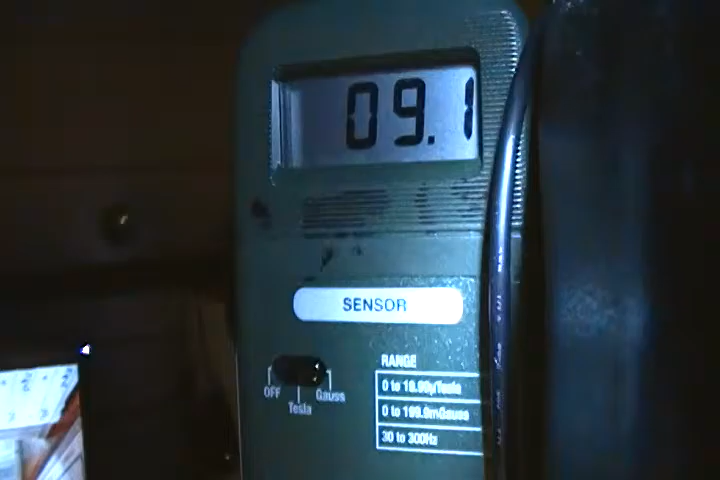 09.1
SENSOR
RANGE
0 to 19.99µTesla
0 to 199.9mGauss
30 to 300Hz
OFF
Tesla
Gauss